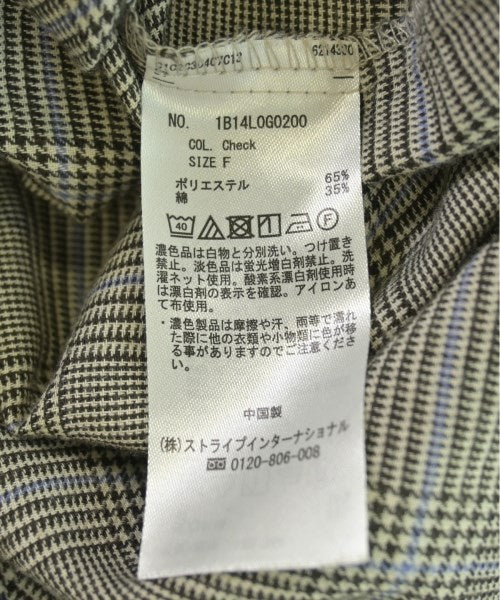 NO. 1B14L0G0200
COL. Check
SIZE F
ポリエステル 65%
綿 35%
40 F
濃色品は白物と分別洗い。つけ置き
禁止。淡色品は蛍光増白剤禁止。洗
濯ネット使用。酸素系漂白剤使用時
は漂白剤の表示を確認。アイロンあ
て布使用。
・濃色製品は摩擦や汗、雨等で濡れ
た際に他の衣類や小物類に色が移
る事がありますのでご注意くださ
い。
中国製
(株)ストライプインターナショナル
0120-806-008